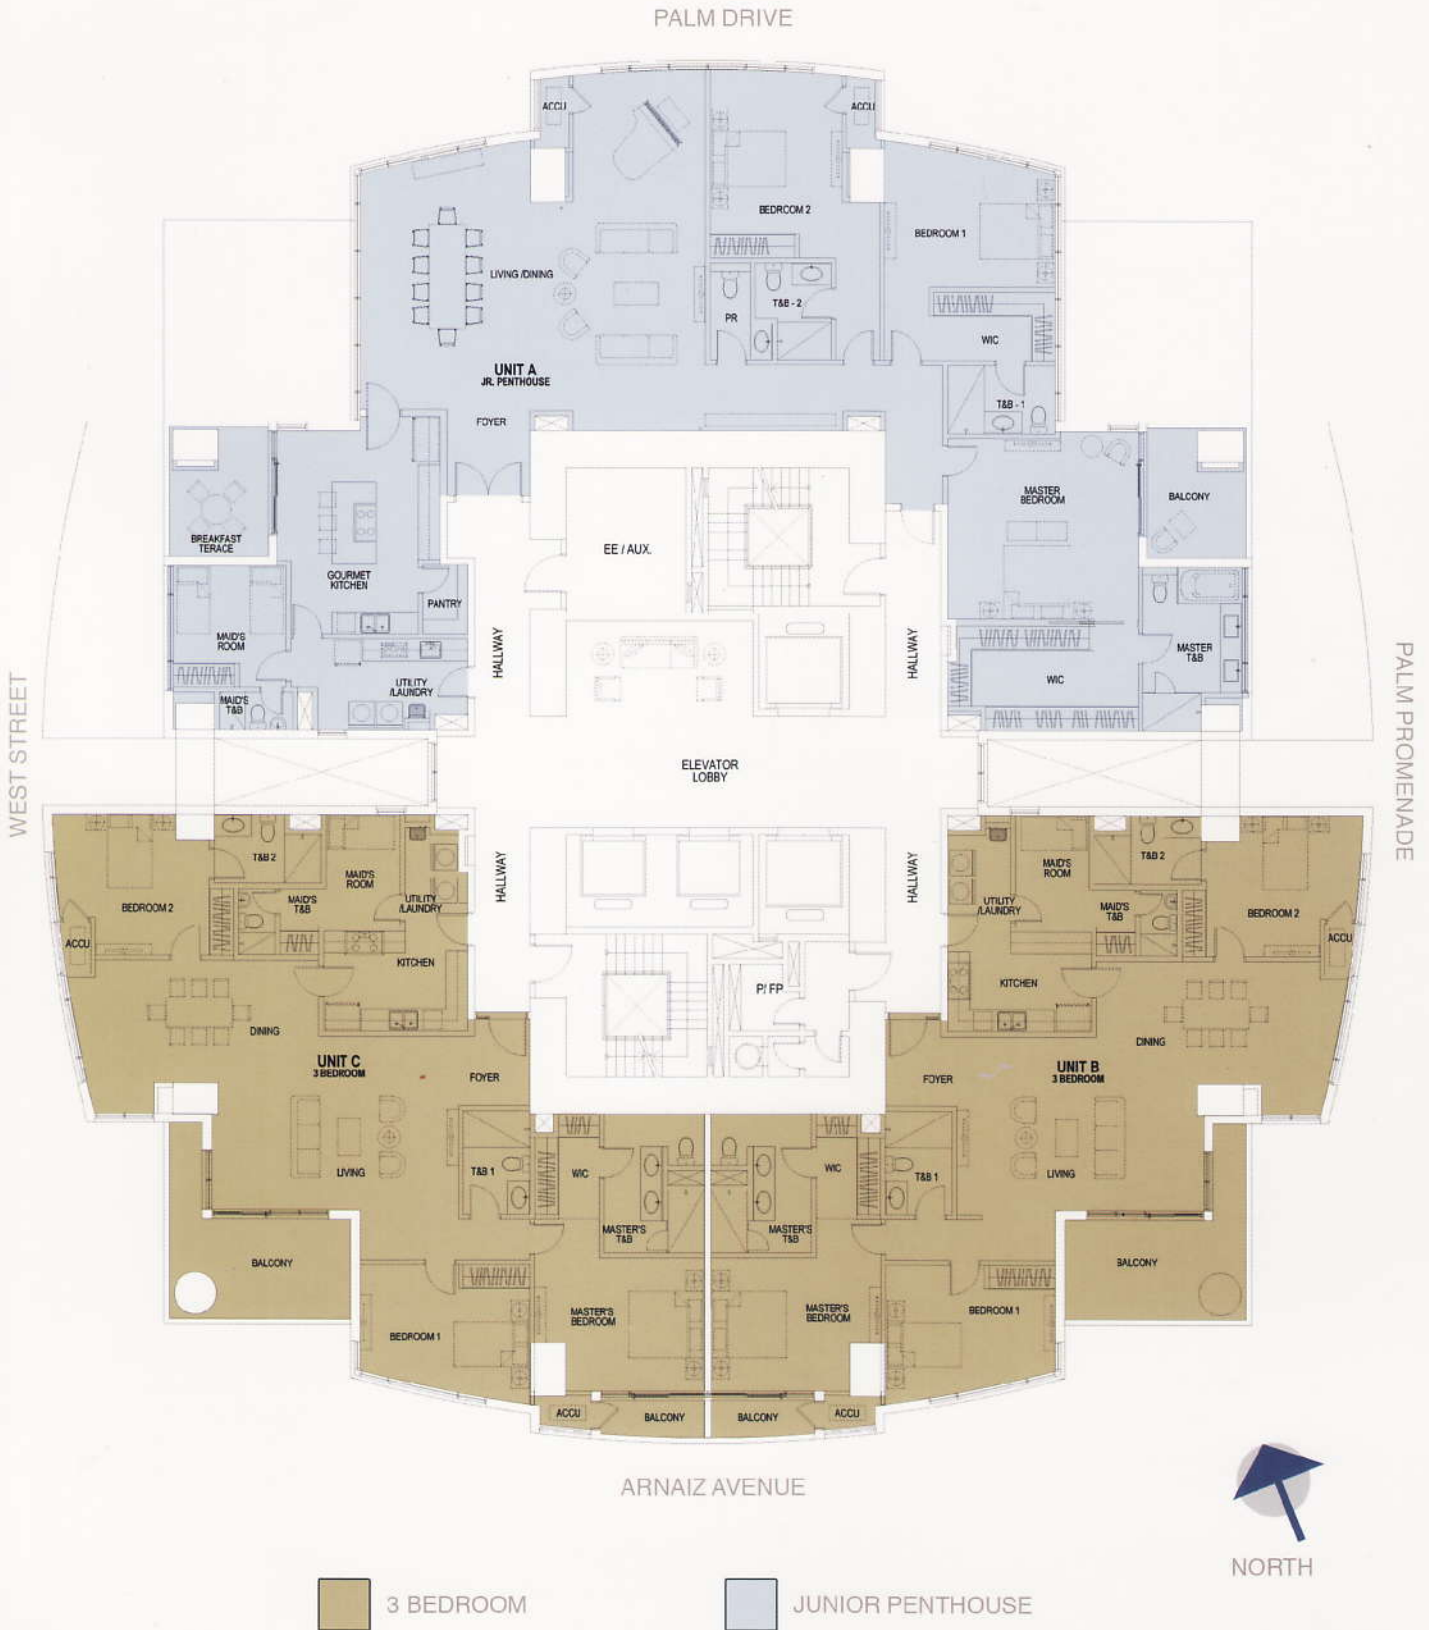 PALM DRIVE
ACCU
ACCU
BEDROOM 2
BEDROOM 1
LIVING /DINING
T&B - 2
PR
WIC
UNIT A
JR. PENTHOUSE
T&B - 1
FOYER
MASTER
BEDROOM
BALCONY
BREAKFAST
TERACE
EE / AUX.
GOURMET
KITCHEN
PANTRY
MAID'S
ROOM
HALLWAY
HALLWAY
MASTER
T&B
WIC
UTILITY
/LAUNDRY
MAID'S
T&B
WEST STREET
PALM PROMENADE
ELEVATOR
LOBBY
T&B 2
MAID'S
ROOM
BEDROOM 2
MAID'S
T&B
UTILITY
/LAUNDRY
HALLWAY
HALLWAY
UTILITY
/LAUNDRY
MAID'S
ROOM
T&B 2
MAID'S
T&B
BEDROOM 2
ACCU
ACCU
KITCHEN
KITCHEN
P/ FP
DINING
DINING
UNIT C
3 BEDROOM
UNIT B
3 BEDROOM
FOYER
FOYER
LIVING
T&B 1
WIC
WIC
T&B 1
LIVING
MASTER'S
T&B
MASTER'S
T&B
BALCONY
BALCONY
MASTER'S
BEDROOM
MASTER'S
BEDROOM
BEDROOM 1
BEDROOM 1
ACCU
BALCONY
BALCONY
ACCU
ARNAIZ AVENUE
NORTH
3 BEDROOM
JUNIOR PENTHOUSE